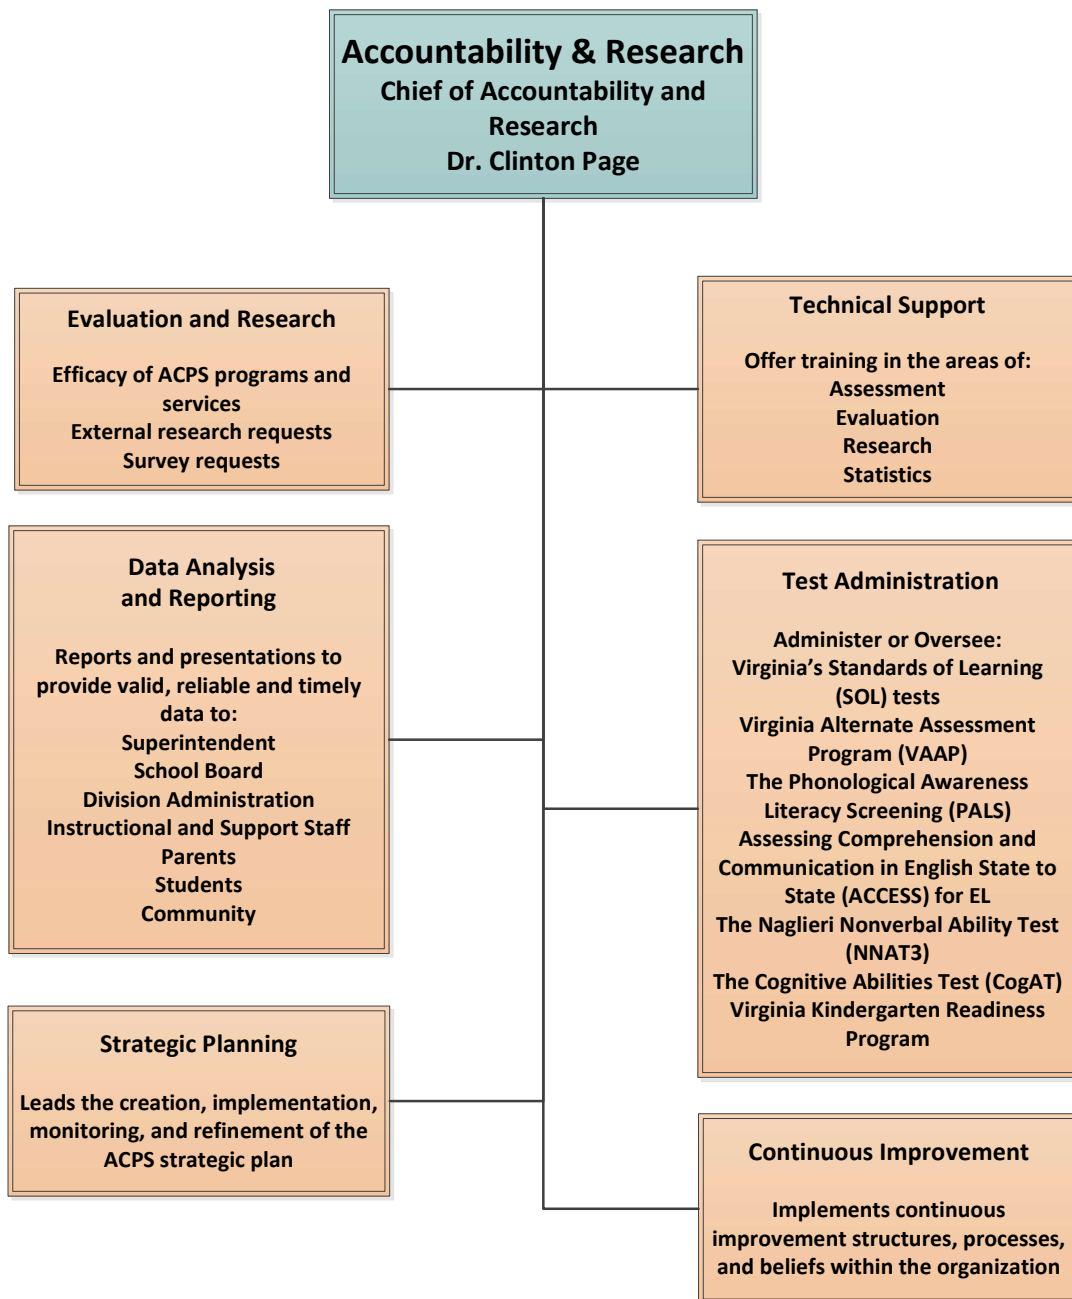 Accountability & Research
Chief of Accountability and
Research
Dr. Clinton Page
Evaluation and Research
Efficacy of ACPS programs and
services
External research requests
Survey requests
Technical Support
Offer training in the areas of:
Assessment
Evaluation
Research
Statistics
Data Analysis
and Reporting
Reports and presentations to
provide valid, reliable and timely
data to:
Superintendent
School Board
Division Administration
Instructional and Support Staff
Parents
Students
Community
Test Administration
Administer or Oversee:
Virginia’s Standards of Learning
(SOL) tests
Virginia Alternate Assessment
Program (VAAP)
The Phonological Awareness
Literacy Screening (PALS)
Assessing Comprehension and
Communication in English State to
State (ACCESS) for EL
The Naglieri Nonverbal Ability Test
(NNAT3)
The Cognitive Abilities Test (CogAT)
Virginia Kindergarten Readiness
Program
Strategic Planning
Leads the creation, implementation,
monitoring, and refinement of the
ACPS strategic plan
Continuous Improvement
Implements continuous
improvement structures, processes,
and beliefs within the organization